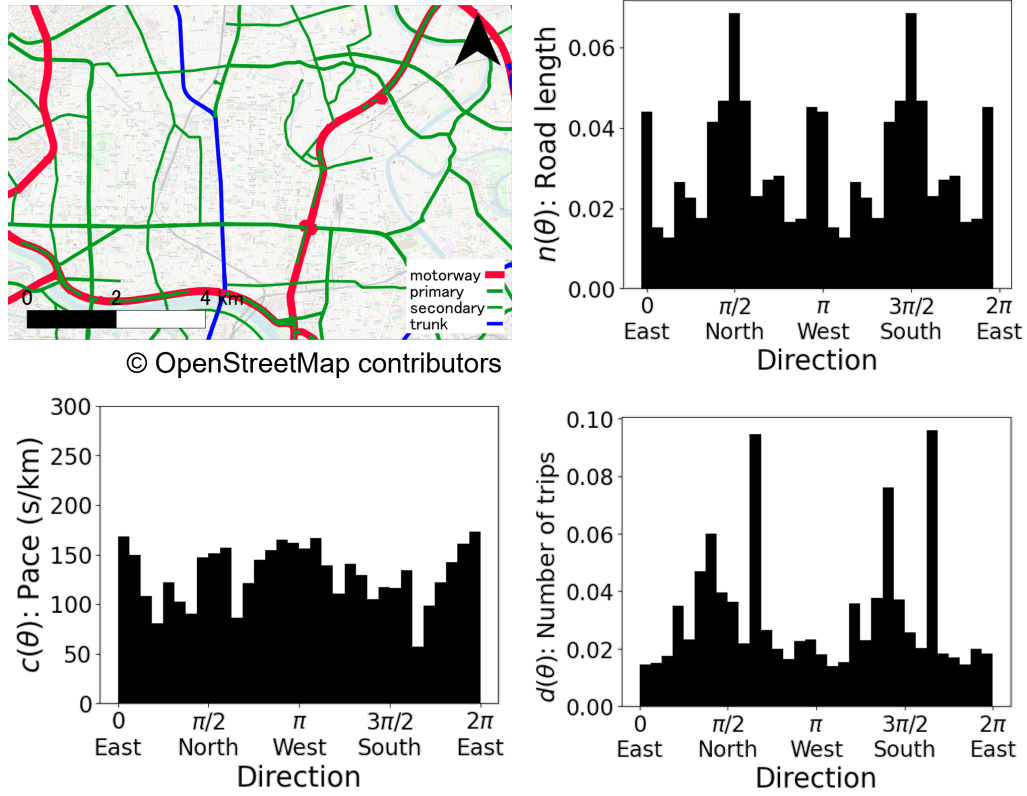 0 2 4 km
motorway
primary
secondary
trunk
© OpenStreetMap contributors
n(θ): Road length
0.06
0.04
0.02
0.00
0 π/2 π 3π/2 2π
East North West South East
Direction
c(θ): Pace (s/km)
300
250
200
150
100
50
0
0 π/2 π 3π/2 2π
East North West South East
Direction
d(θ): Number of trips
0.10
0.08
0.06
0.04
0.02
0.00
0 π/2 π 3π/2 2π
East North West South East
Direction